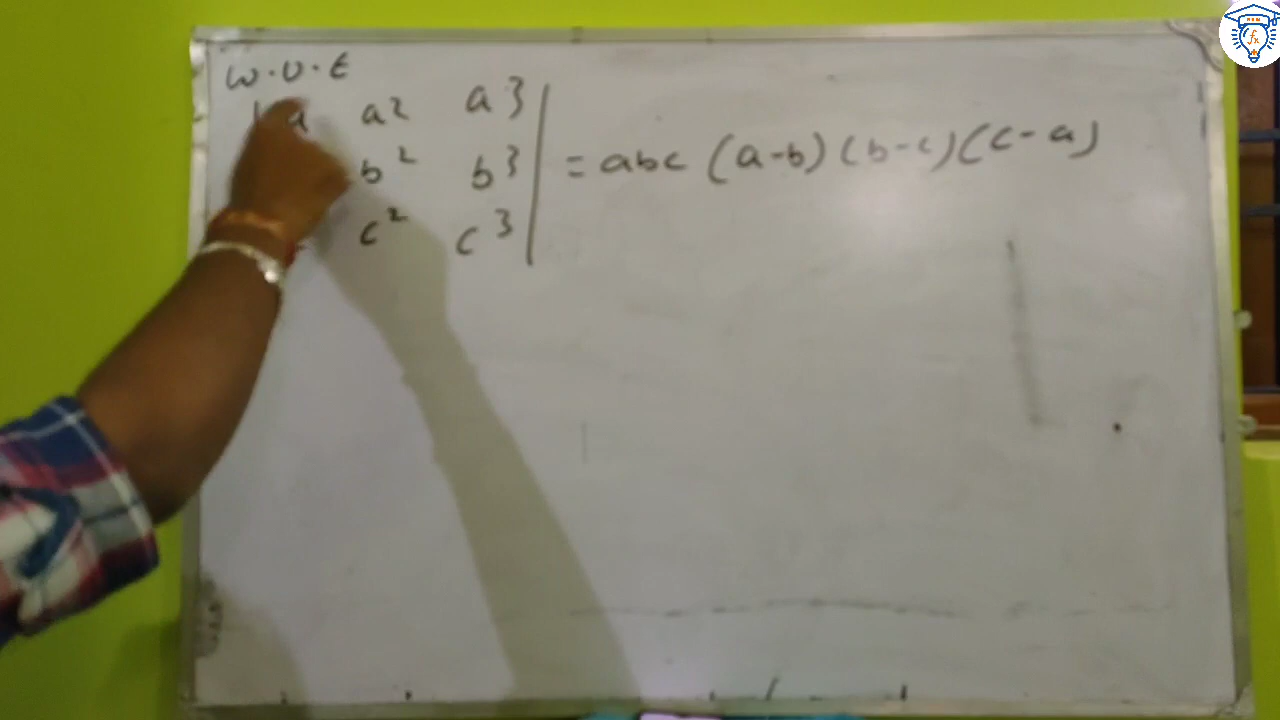 W.U.E
| a a² a³ |
b² b³ | = abc (a-b) (b-c) (c-a)
c² c³ |